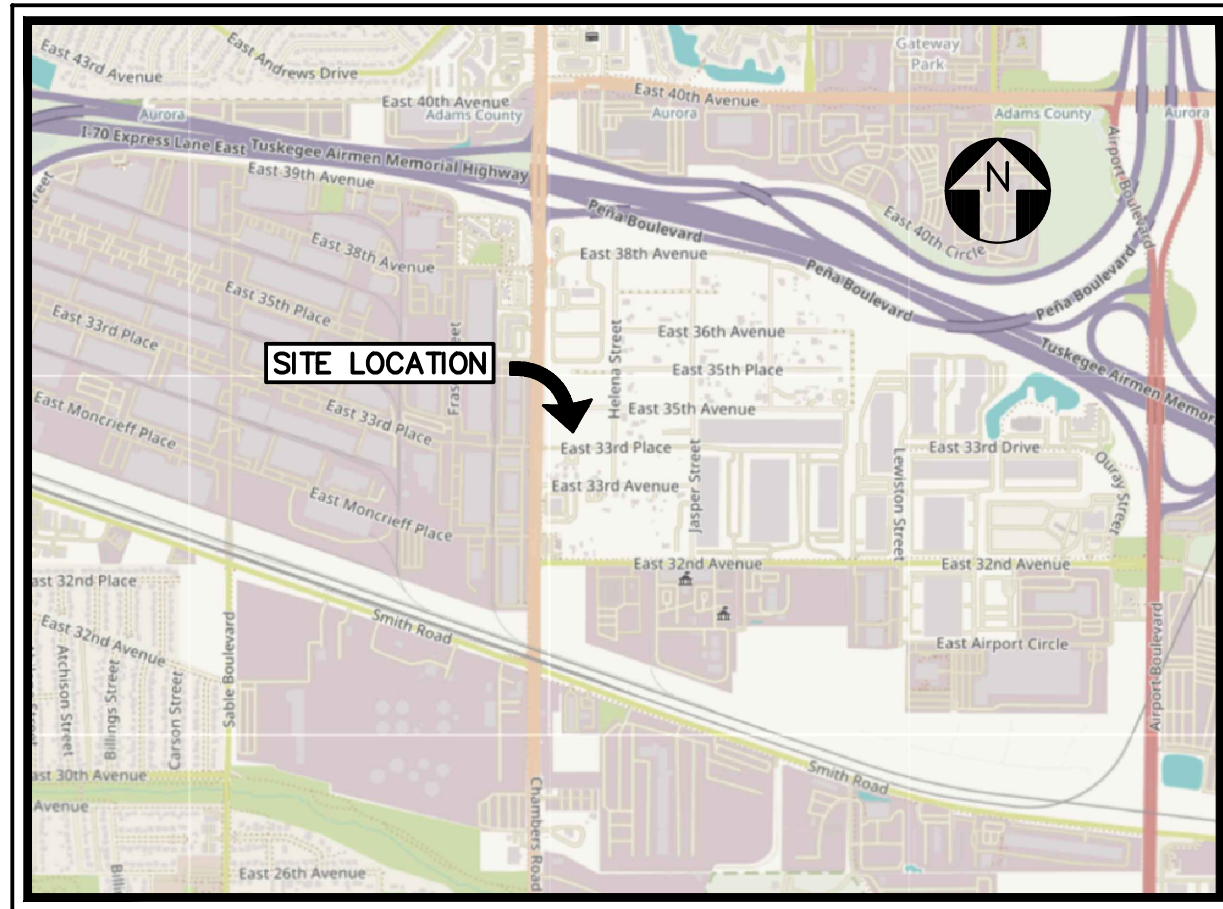 East 43rd Avenue
East Andrews Drive
Gateway
Park
East 40th Avenue
East 40th Avenue
Aurora
Adams County
Aurora
Adams County
Aurora
I-70 Express Lane East
Tuskegee Airmen Memorial Highway
East 39th Avenue
Airport Boulevard
N
Peña Boulevard
East 40th Circle
East 38th Avenue
East 38th Avenue
Peña Boulevard
Peña Boulevard
East 35th Place
East 33rd Place
East 36th Avenue
Helena Street
SITE LOCATION
East 35th Place
Tuskegee Airmen Memor
East Moncrieff Place
East 33rd Place
East 35th Avenue
East 33rd Place
East 33rd Drive
Jasper Street
Lewiston Street
Ouray Street
East 33rd Avenue
East Moncrieff Place
East 32nd Avenue
East 32nd Avenue
ast 32nd Place
East 32nd Avenue
Smith Road
East Airport Circle
Sable Boulevard
Airport Boulevard
Atchison Street
Billings Street
Carson Street
ast 30th Avenue
Avenue
Smith Road
Chambers Road
East 26th Avenue